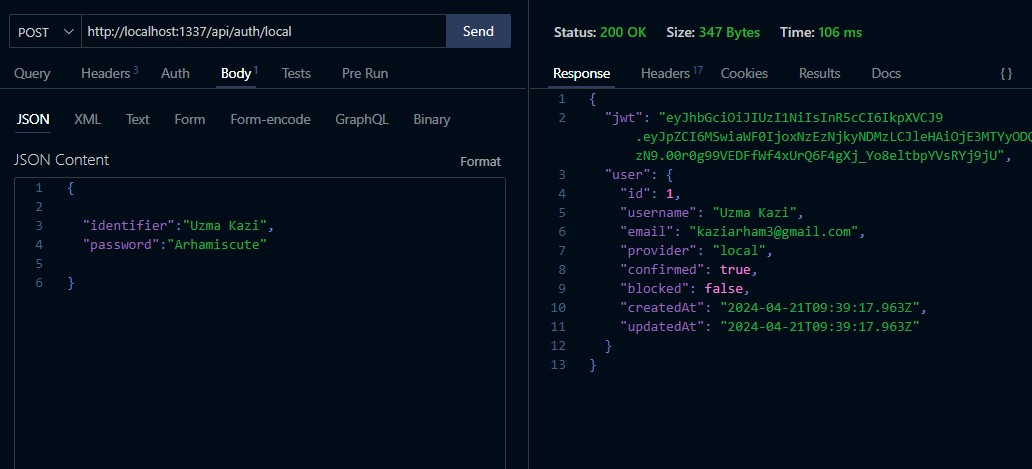 POST http://localhost:1337/api/auth/local Send
Status: 200 OK Size: 347 Bytes Time: 106 ms
Query Headers 3 Auth Body 1 Tests Pre Run
Response Headers 17 Cookies Results Docs { }
JSON XML Text Form Form-encode GraphQL Binary
JSON Content Format
1 {
2
3 "identifier":"Uzma Kazi",
4 "password":"Arhamiscute"
5
6 }
1 {
2 "jwt": "eyJhbGciOiJIUzI1NiIsInR5cCI6IkpXVCJ9
.eyJpZCI6MSwiaWF0IjoxNzEzNjkyNDMzLCJleHAiOjE3MTYyODQ
zN9.00r0g99VEDFfWf4xUrQ6F4gXj_Yo8eltbpYVsRYj9jU",
3 "user": {
4 "id": 1,
5 "username": "Uzma Kazi",
6 "email": "kaziarham3@gmail.com",
7 "provider": "local",
8 "confirmed": true,
9 "blocked": false,
10 "createdAt": "2024-04-21T09:39:17.963Z",
11 "updatedAt": "2024-04-21T09:39:17.963Z"
12 }
13 }